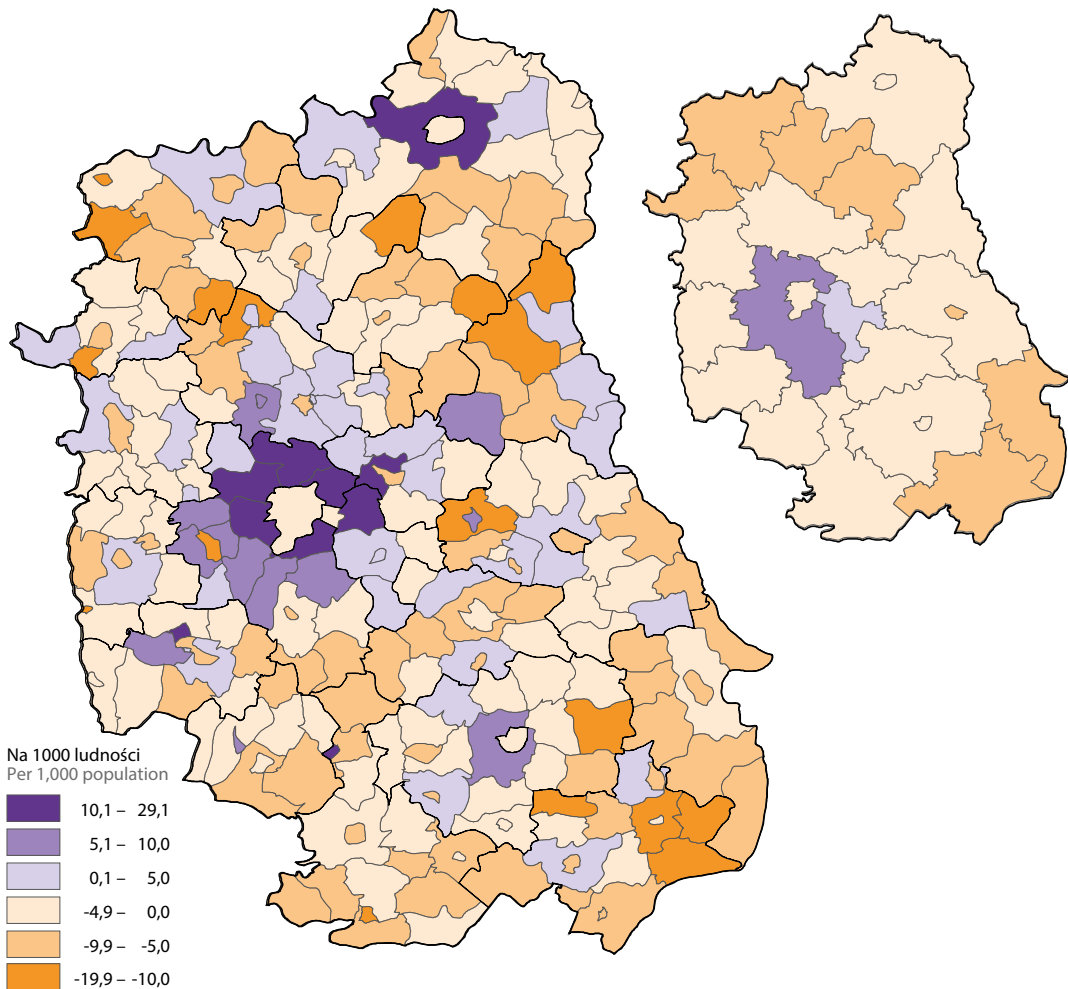 Na 1000 ludności
Per 1,000 population
10,1 – 29,1
5,1 – 10,0
0,1 – 5,0
-4,9 – 0,0
-9,9 – -5,0
-19,9 – -10,0